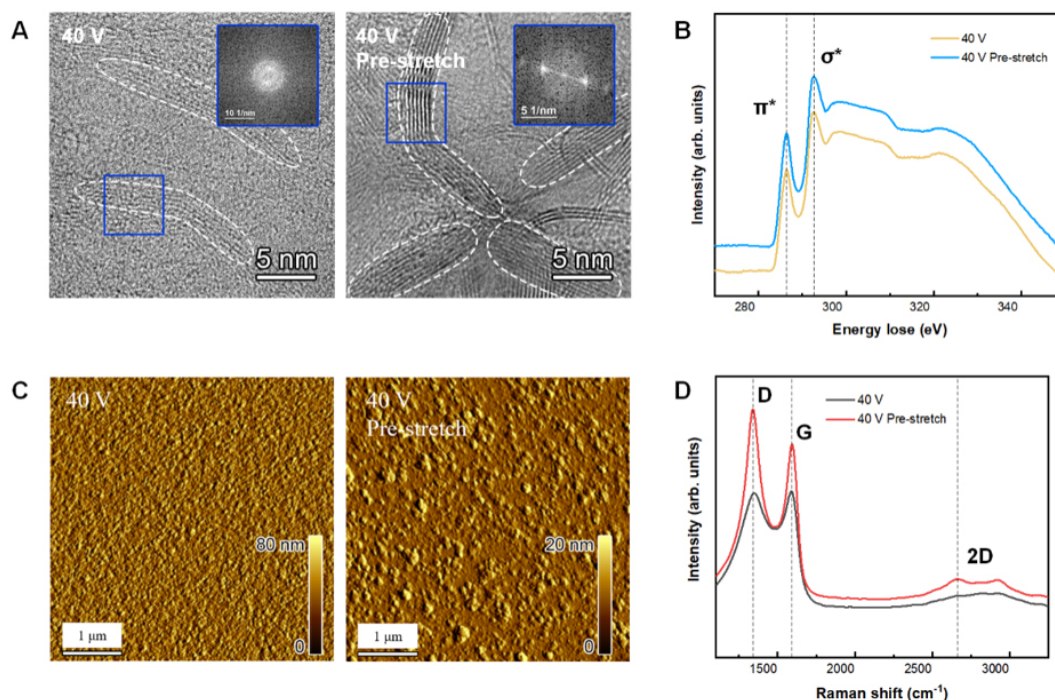 A
40 V
10 1/nm
5 nm
40 V
Pre-stretch
5 1/nm
5 nm
B
40 V
40 V Pre-stretch
π*
σ*
Intensity (arb. units)
280
300
320
340
Energy lose (eV)
C
40 V
80 nm
0
1 μm
40 V
Pre-stretch
20 nm
0
1 μm
D
40 V
40 V Pre-stretch
D
G
2D
Intensity (arb. units)
1500
2000
2500
3000
Raman shift (cm⁻¹)